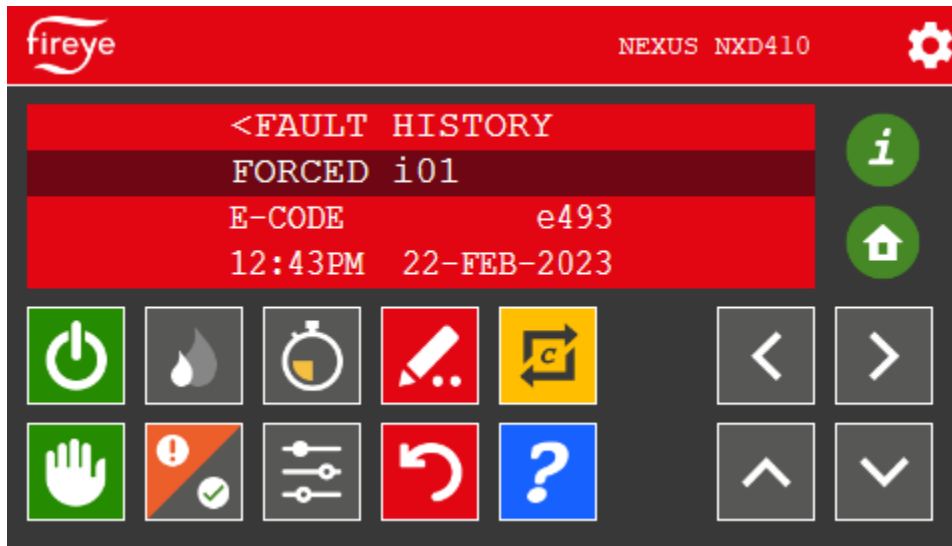 fireye
NEXUS NXD410
<FAULT HISTORY
FORCED i01
E-CODE e493
12:43PM 22-FEB-2023
i
C
?